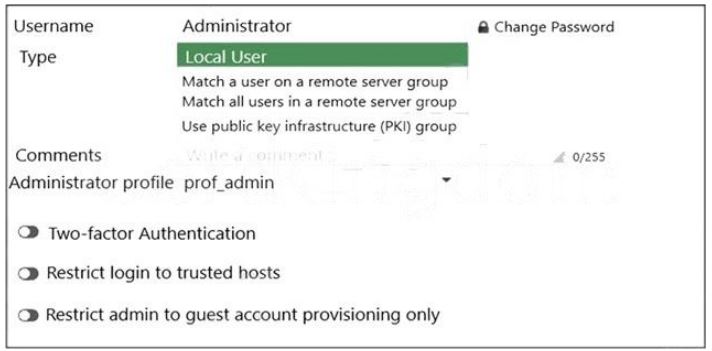 Username Administrator Change Password
Type Local User
Match a user on a remote server group
Match all users in a remote server group
Use public key infrastructure (PKI) group
Comments Write a comment... 0/255
Administrator profile prof_admin
Two-factor Authentication
Restrict login to trusted hosts
Restrict admin to guest account provisioning only